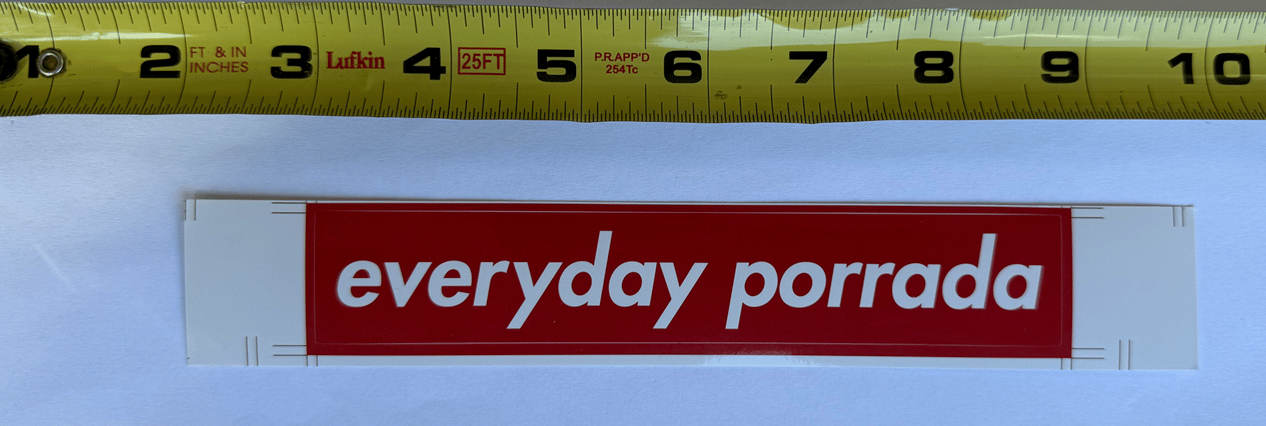 1 2 FT & IN INCHES 3 Lufkin 4 25FT 5 P.R.APP'D 254Tc 6 7 8 9 10
everyday porrada